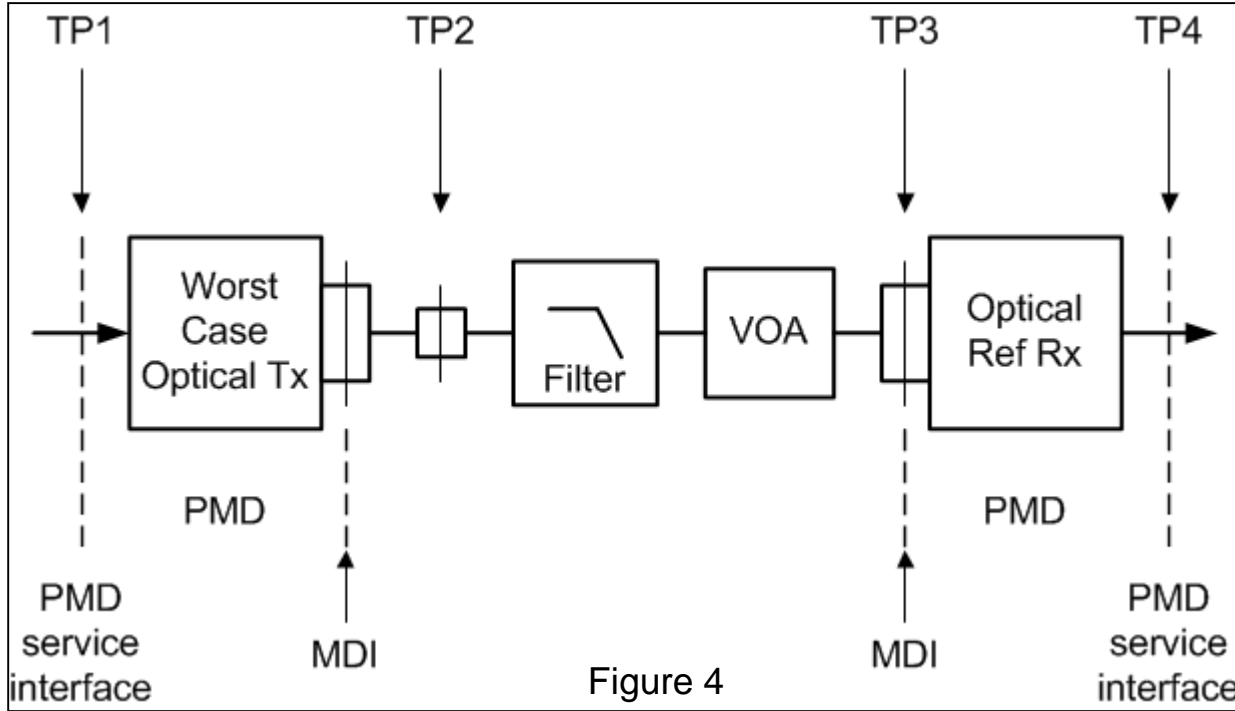 TP1
TP2
TP3
TP4
Worst
Case
Optical Tx
Filter
VOA
Optical
Ref Rx
PMD
PMD
PMD
service
interface
MDI
MDI
PMD
service
interface
Figure 4